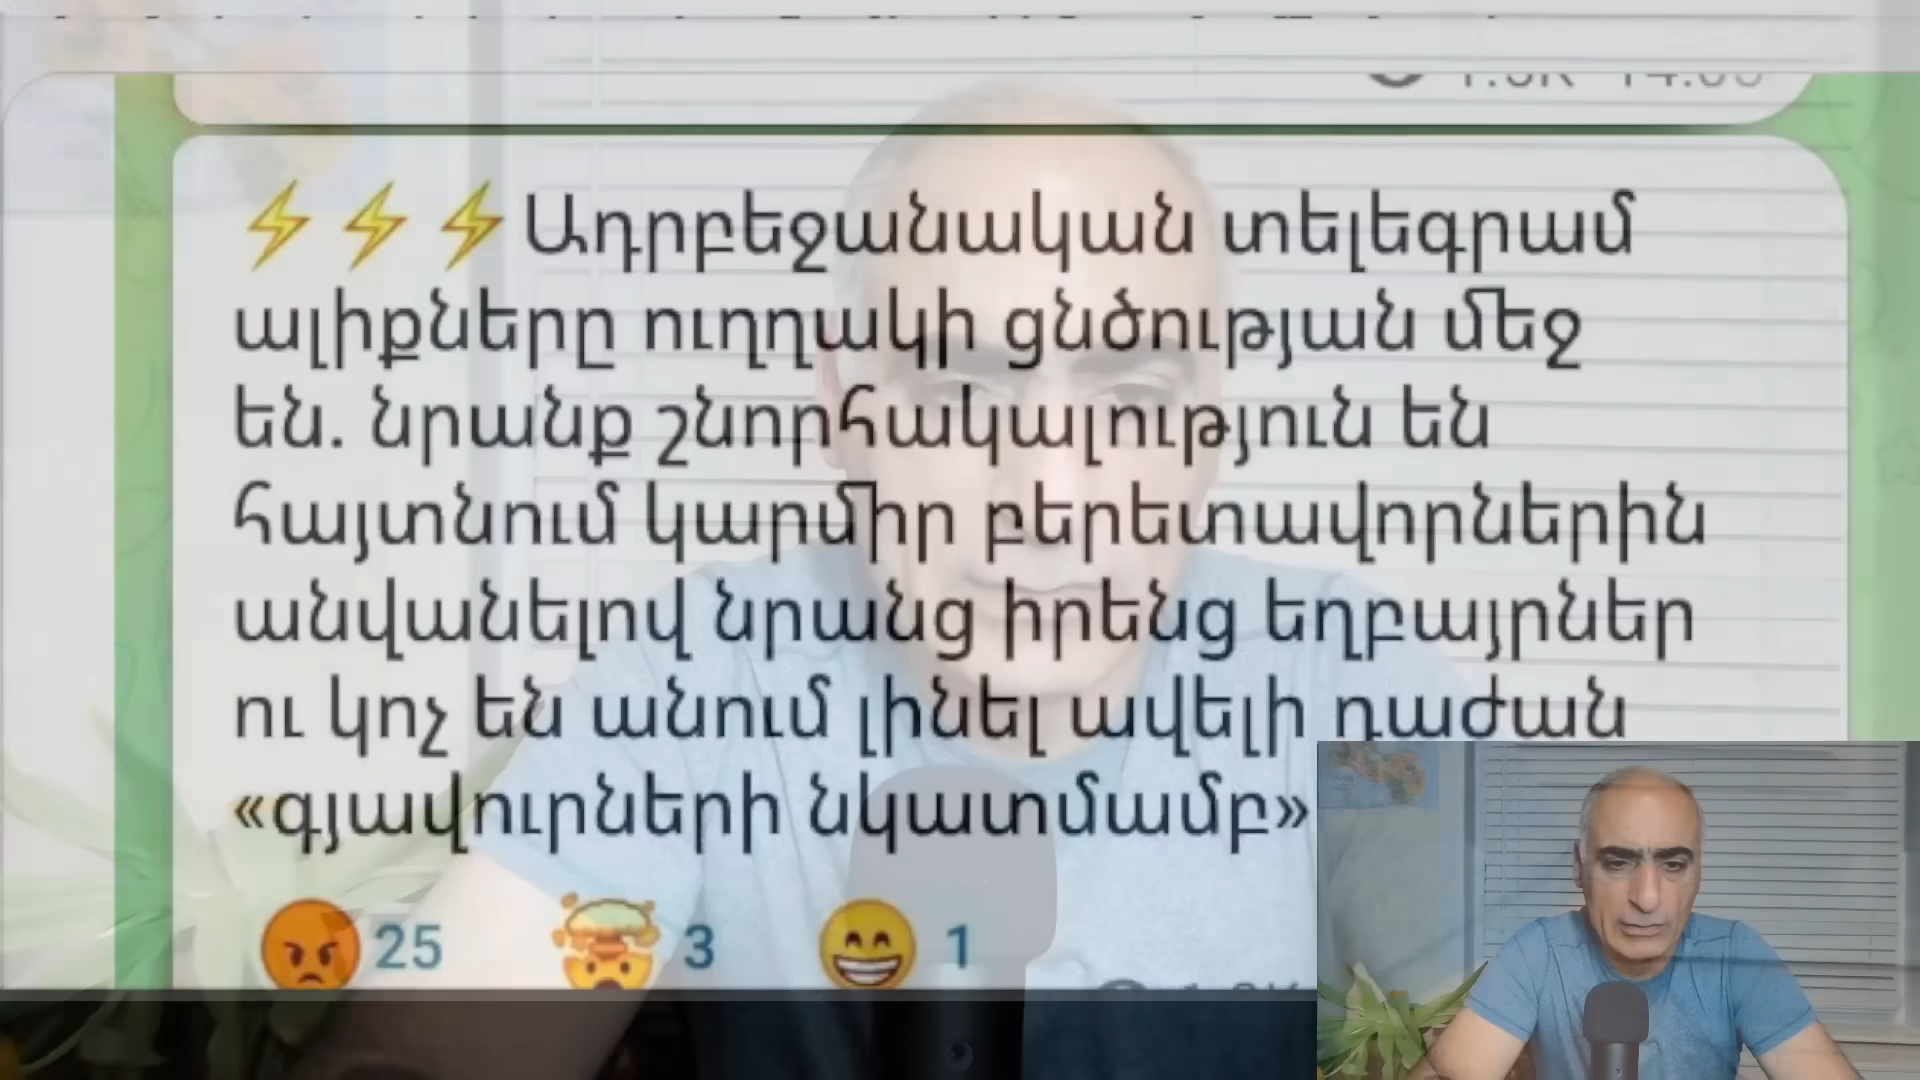 ⚡⚡⚡Ադրբեջանական տելեգրամ
ալիքները ուղղակի ցնծության մեջ
են. նրանք շնորհակալություն են
հայտնում կարմիր բերետավորներին
անվանելով նրանց իրենց եղբայրներ
ու կոչ են անում լինել ավելի դաժան
«գյավուրների նկատմամբ»
25 3 1